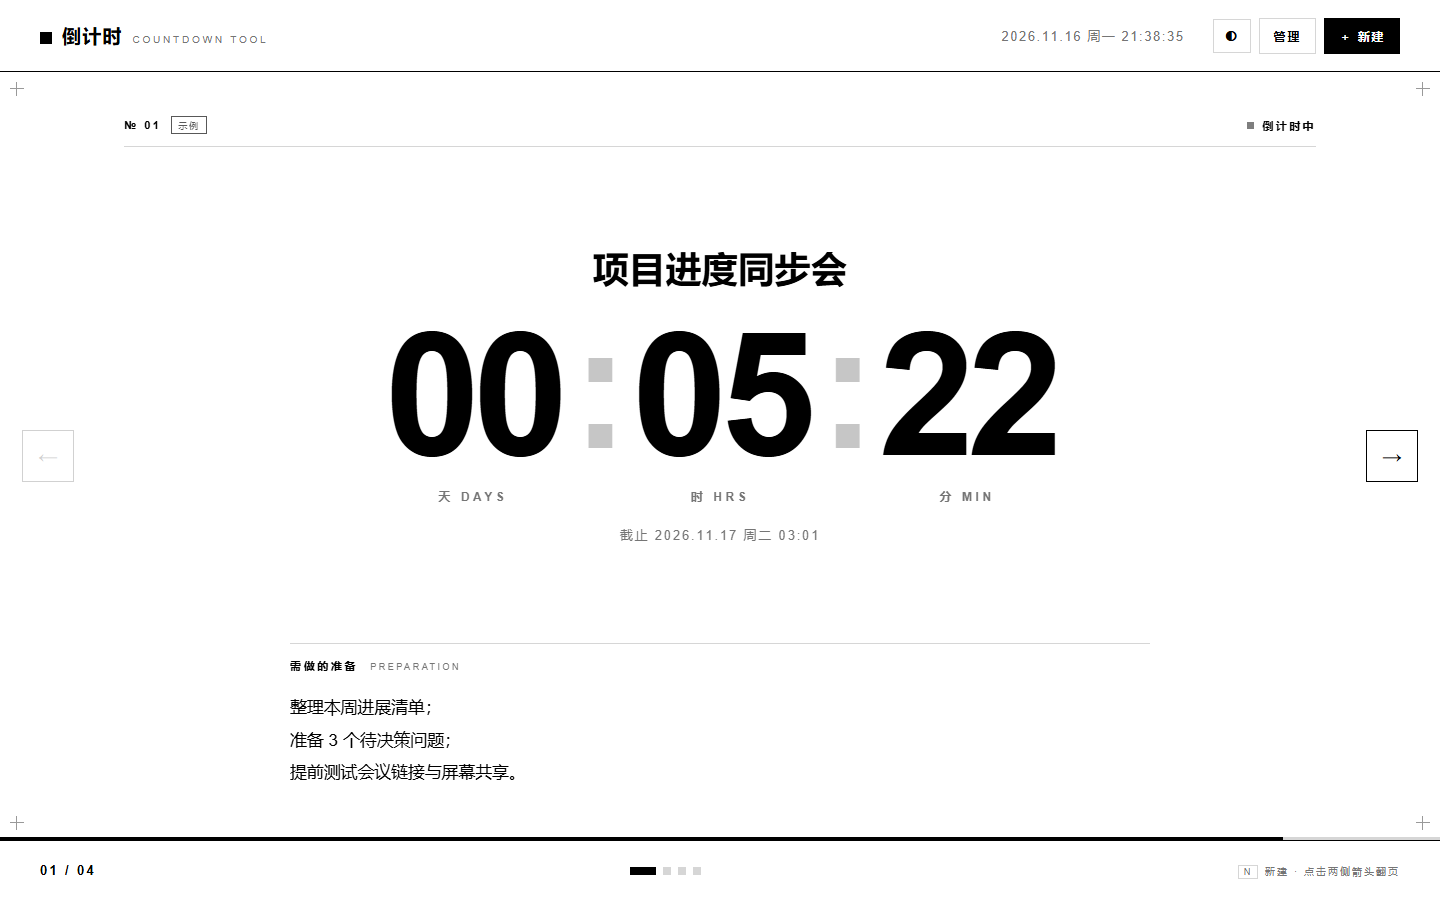 倒计时 COUNTDOWN TOOL
2026.11.16 周一 21:38:35
管理
+ 新建
№ 01 示例
倒计时中
项目进度同步会
00:05:22
天 DAYS 时 HRS 分 MIN
截止 2026.11.17 周二 03:01
需做的准备 PREPARATION
整理本周进展清单；
准备 3 个待决策问题；
提前测试会议链接与屏幕共享。
01 / 04
N 新建 · 点击两侧箭头翻页